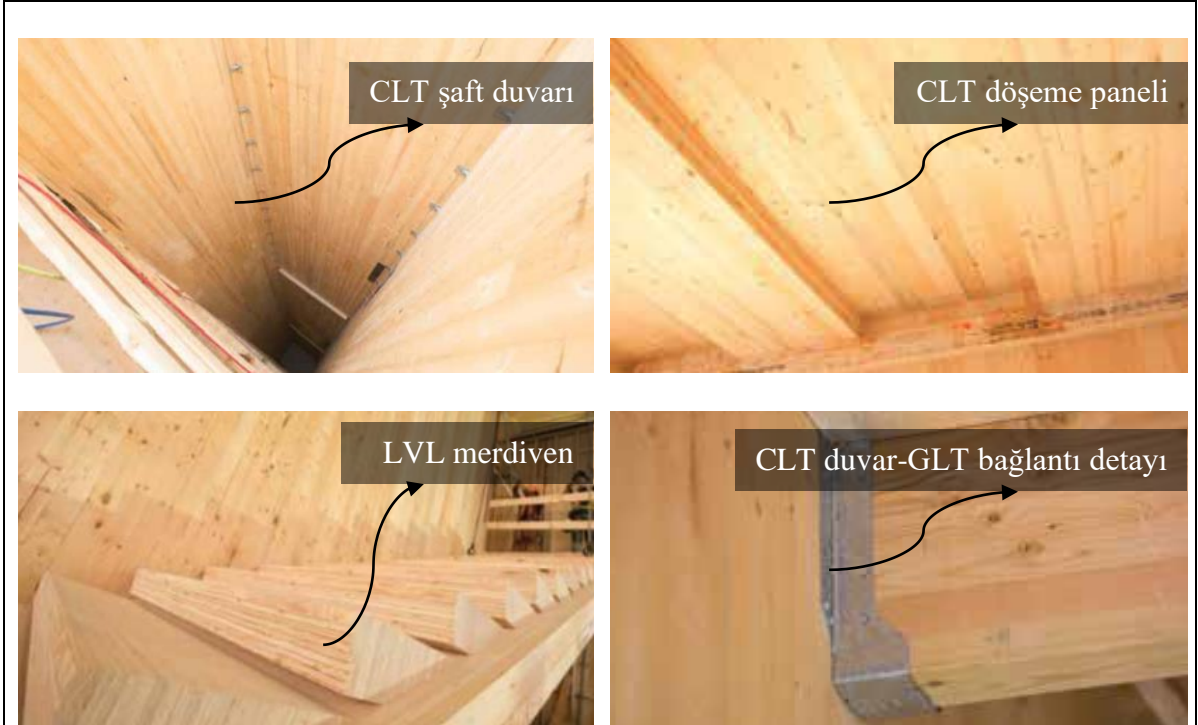 CLT şaft duvarı
CLT döşeme paneli
LVL merdiven
CLT duvar-GLT bağlantı detayı